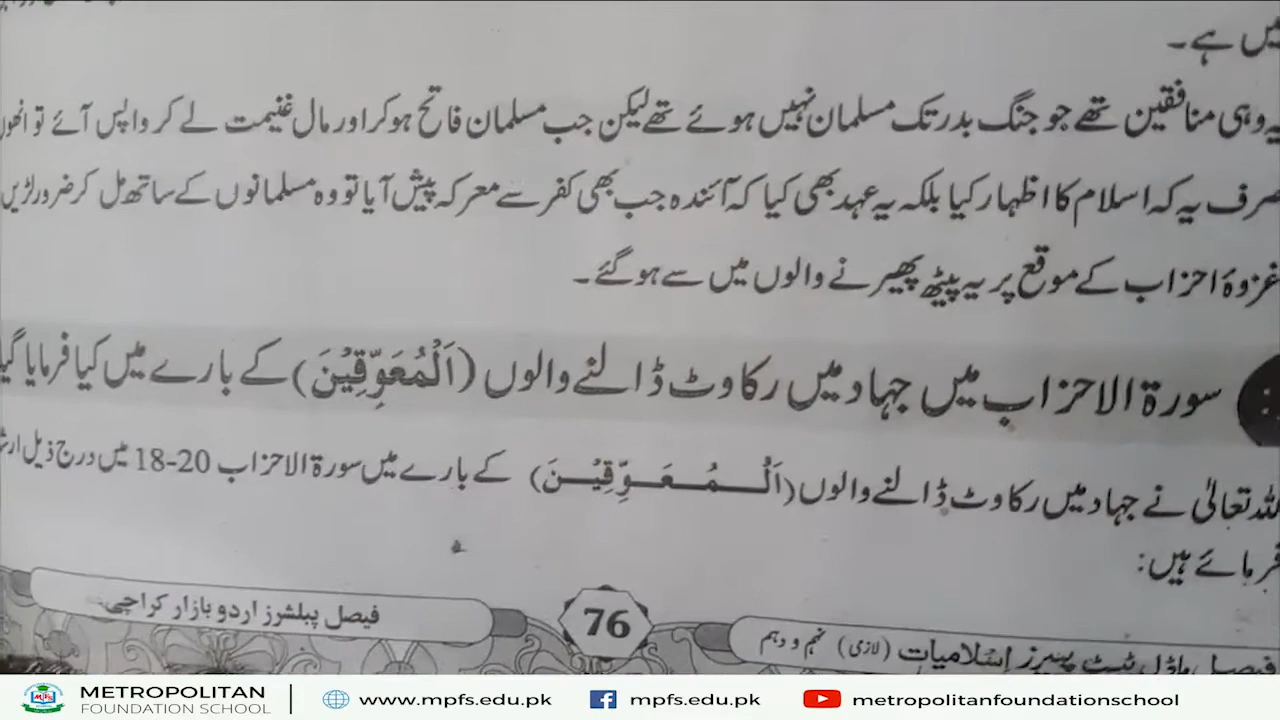 میں ہے۔
یہ وہی منافقین تھے جو جنگ بدر تک مسلمان نہیں ہوئے تھے لیکن جب مسلمان فاتح ہو کر اور مال غنیمت لے کر واپس آئے تو انھوں
صرف یہ کہ اسلام کا اظہار کیا بلکہ یہ عہد بھی کیا کہ آئندہ جب بھی کفر سے معرکہ پیش آیا تو وہ مسلمانوں کے ساتھ مل کر ضرور لڑیں
غزوۂ احزاب کے موقع پر یہ پیٹھ پھیرنے والوں میں سے ہو گئے۔
سورۃ الاحزاب میں جہاد میں رکاوٹ ڈالنے والوں (اَلْمُعَوِّقِيْنَ) کے بارے میں کیا فرمایا گیا
اللہ تعالیٰ نے جہاد میں رکاوٹ ڈالنے والوں (اَلْمُعَوِّقِيْنَ) کے بارے میں سورۃ الاحزاب 20-18 میں درج ذیل
فرمائے ہیں:
فیصل ماڈل ٹیسٹ پیپرز اسلامیات (لازمی) نہم و دہم
76
فیصل پبلشرز اردو بازار کراچی
METROPOLITAN
FOUNDATION SCHOOL
www.mpfs.edu.pk
mpfs.edu.pk
metropolitanfoundationschool